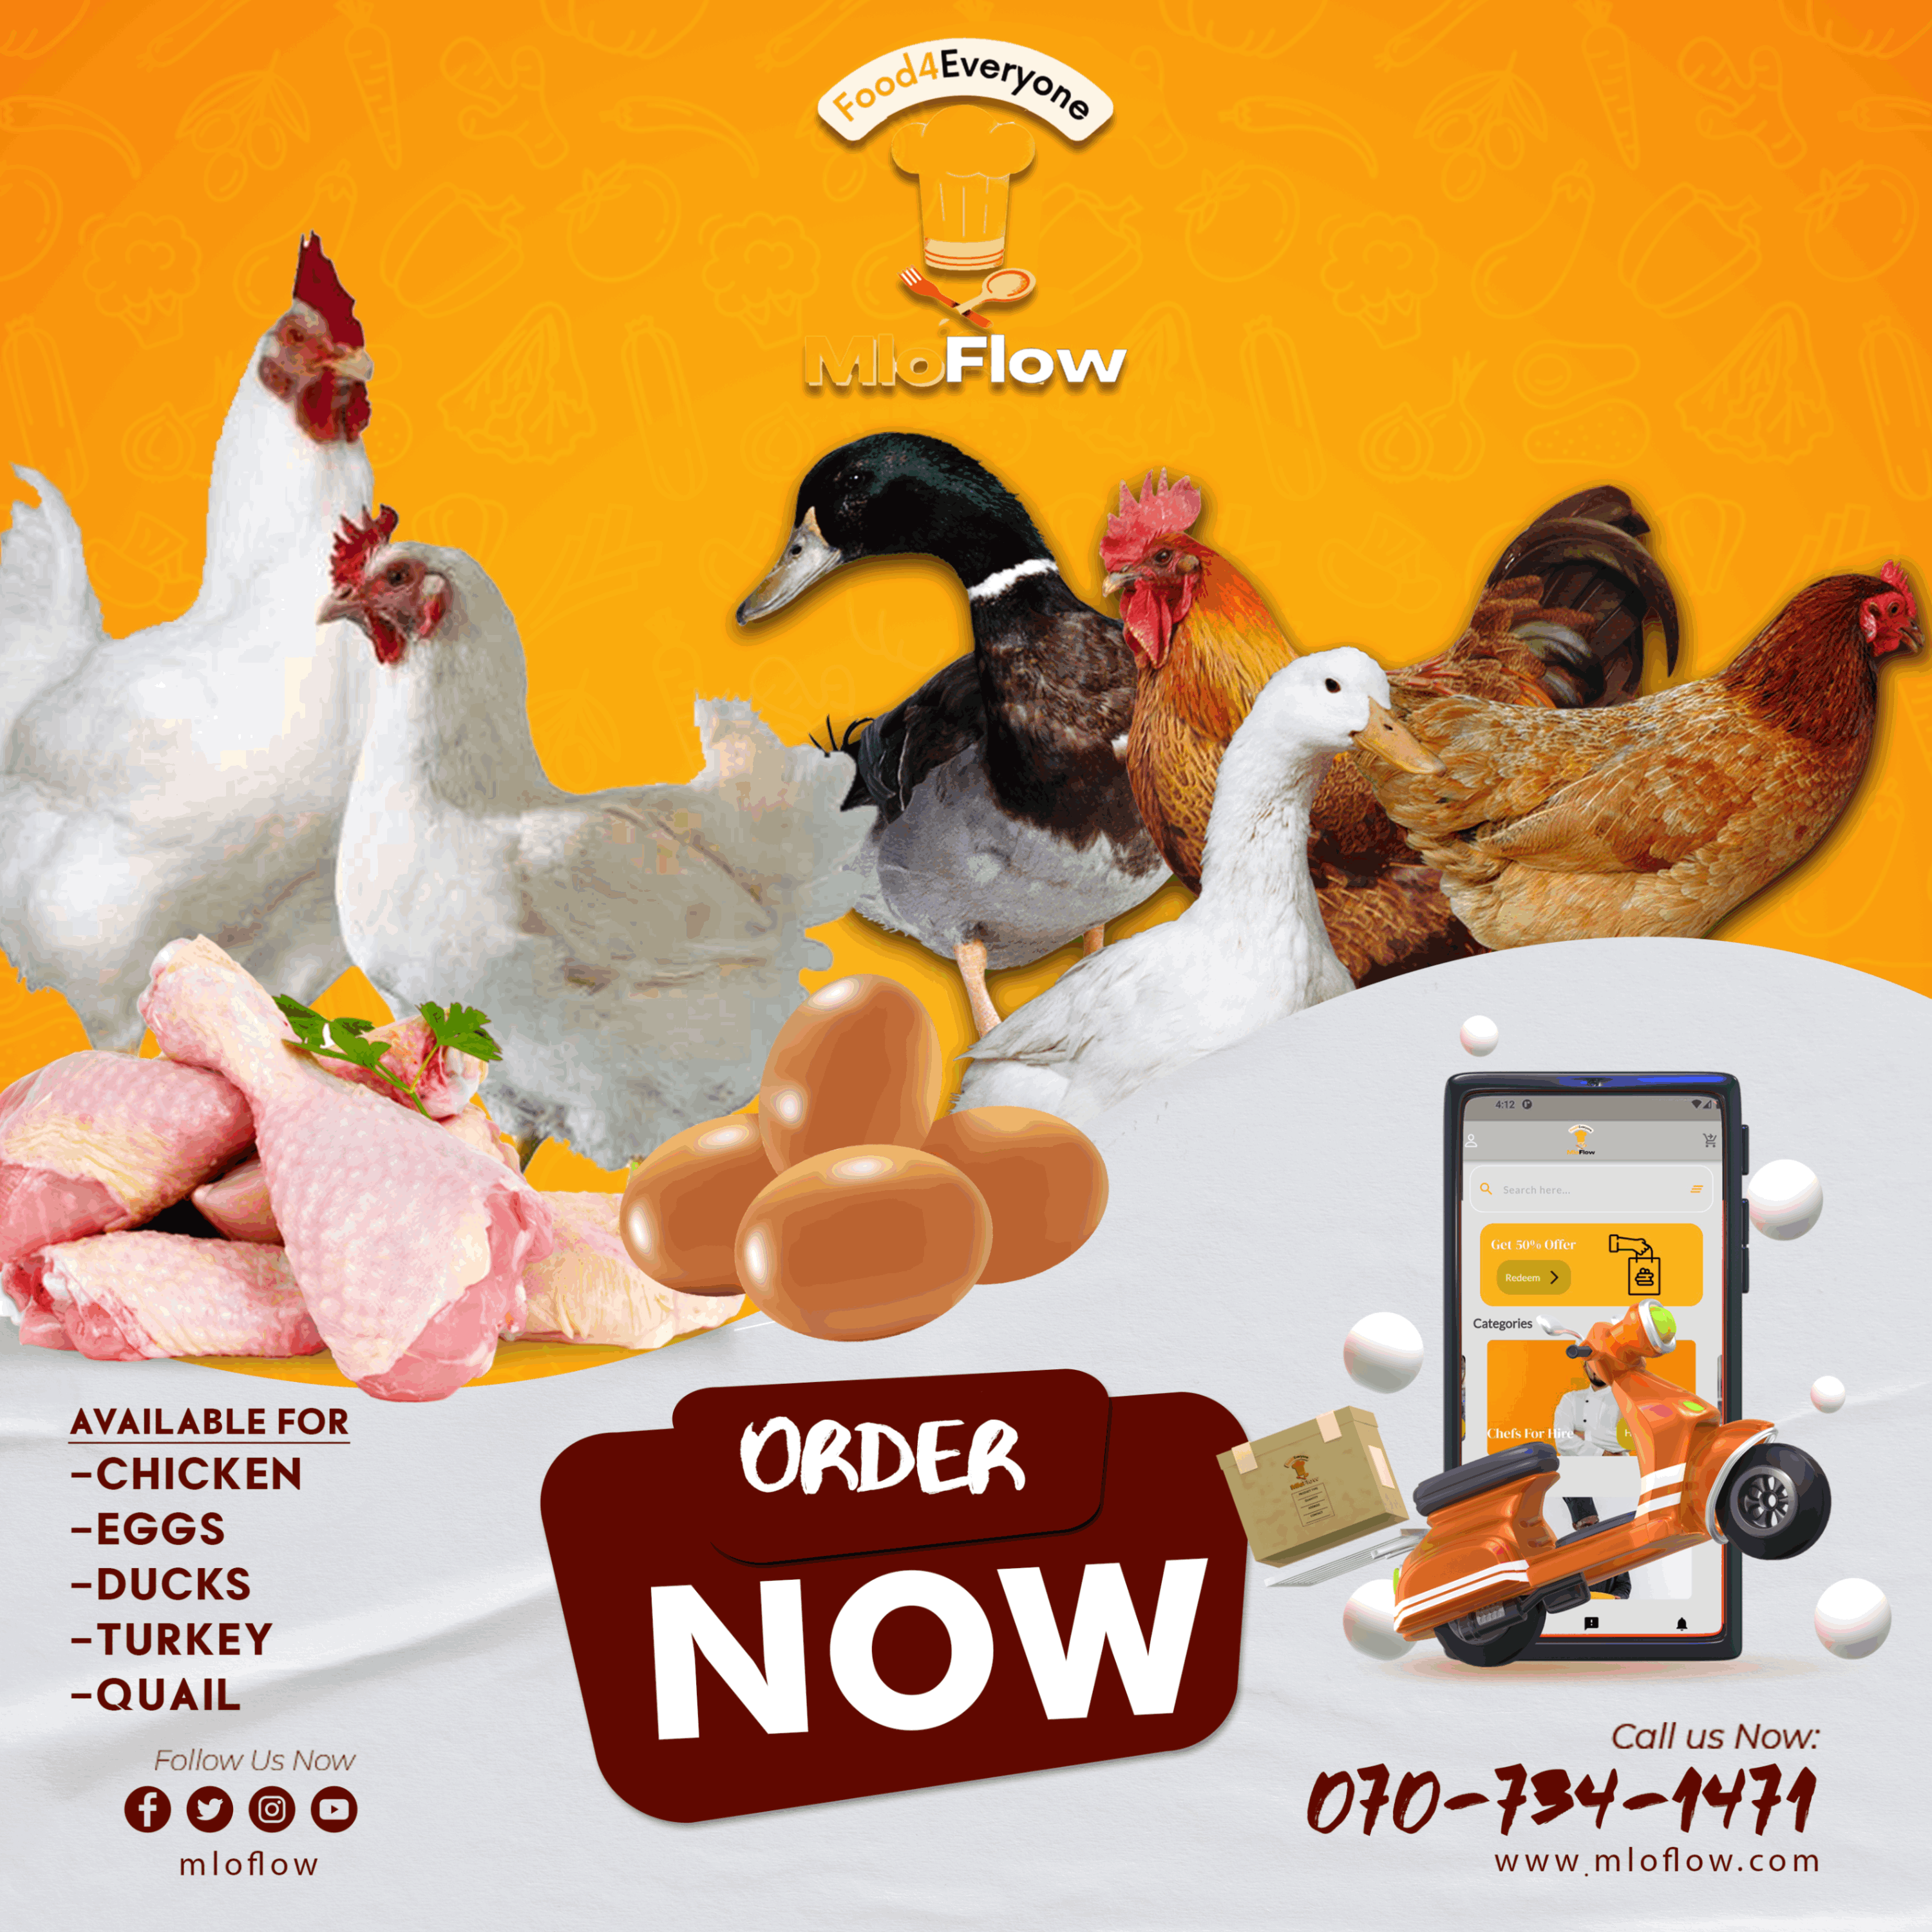 Food4Everyone
MloFlow
4:12
MloFlow
Search here...
Get 50% Offer
Redeem
Categories
Chefs For Hire
AVAILABLE FOR
-CHICKEN
-EGGS
-DUCKS
-TURKEY
-QUAIL
Follow Us Now
mloflow
ORDER
NOW
Call us Now:
070-734-1471
www.mloflow.com